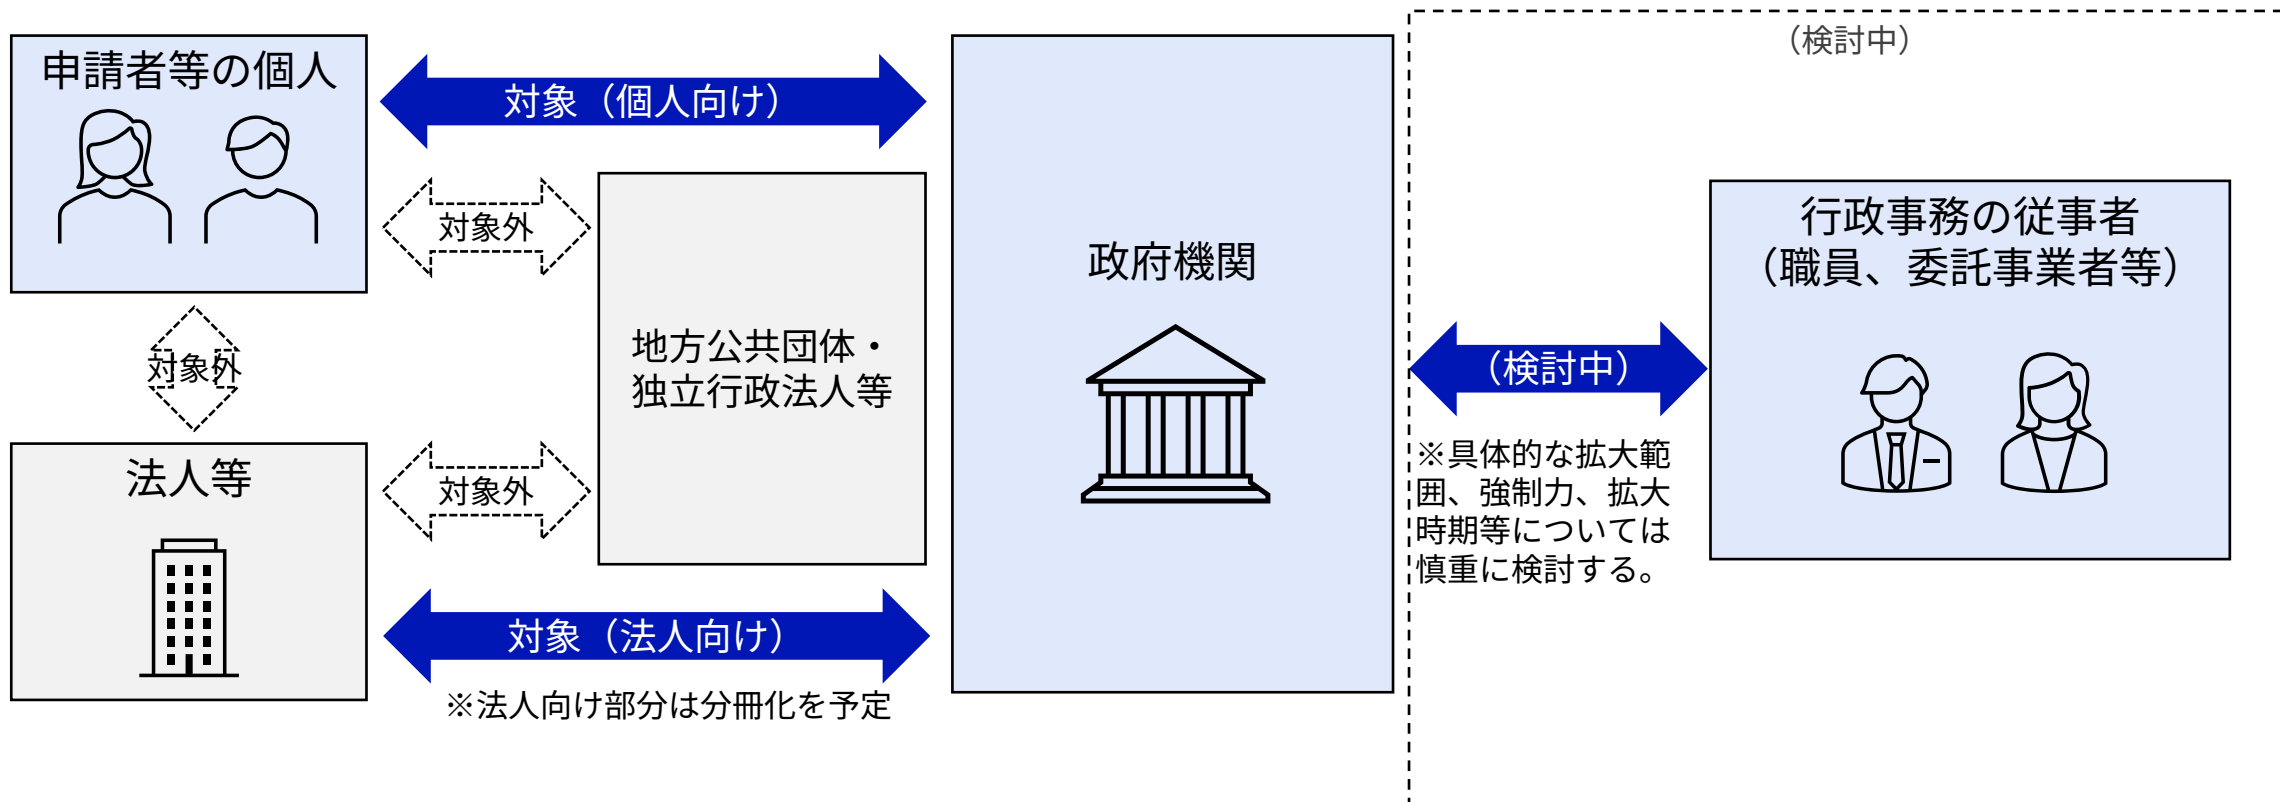 （検討中）
申請者等の個人
対象（個人向け）
対象外
政府機関
行政事務の従事者
（職員、委託事業者等）
地方公共団体・
独立行政法人等
対象外
（検討中）
※具体的な拡大範
囲、強制力、拡大
時期等については
慎重に検討する。
法人等
対象外
対象（法人向け）
※法人向け部分は分冊化を予定